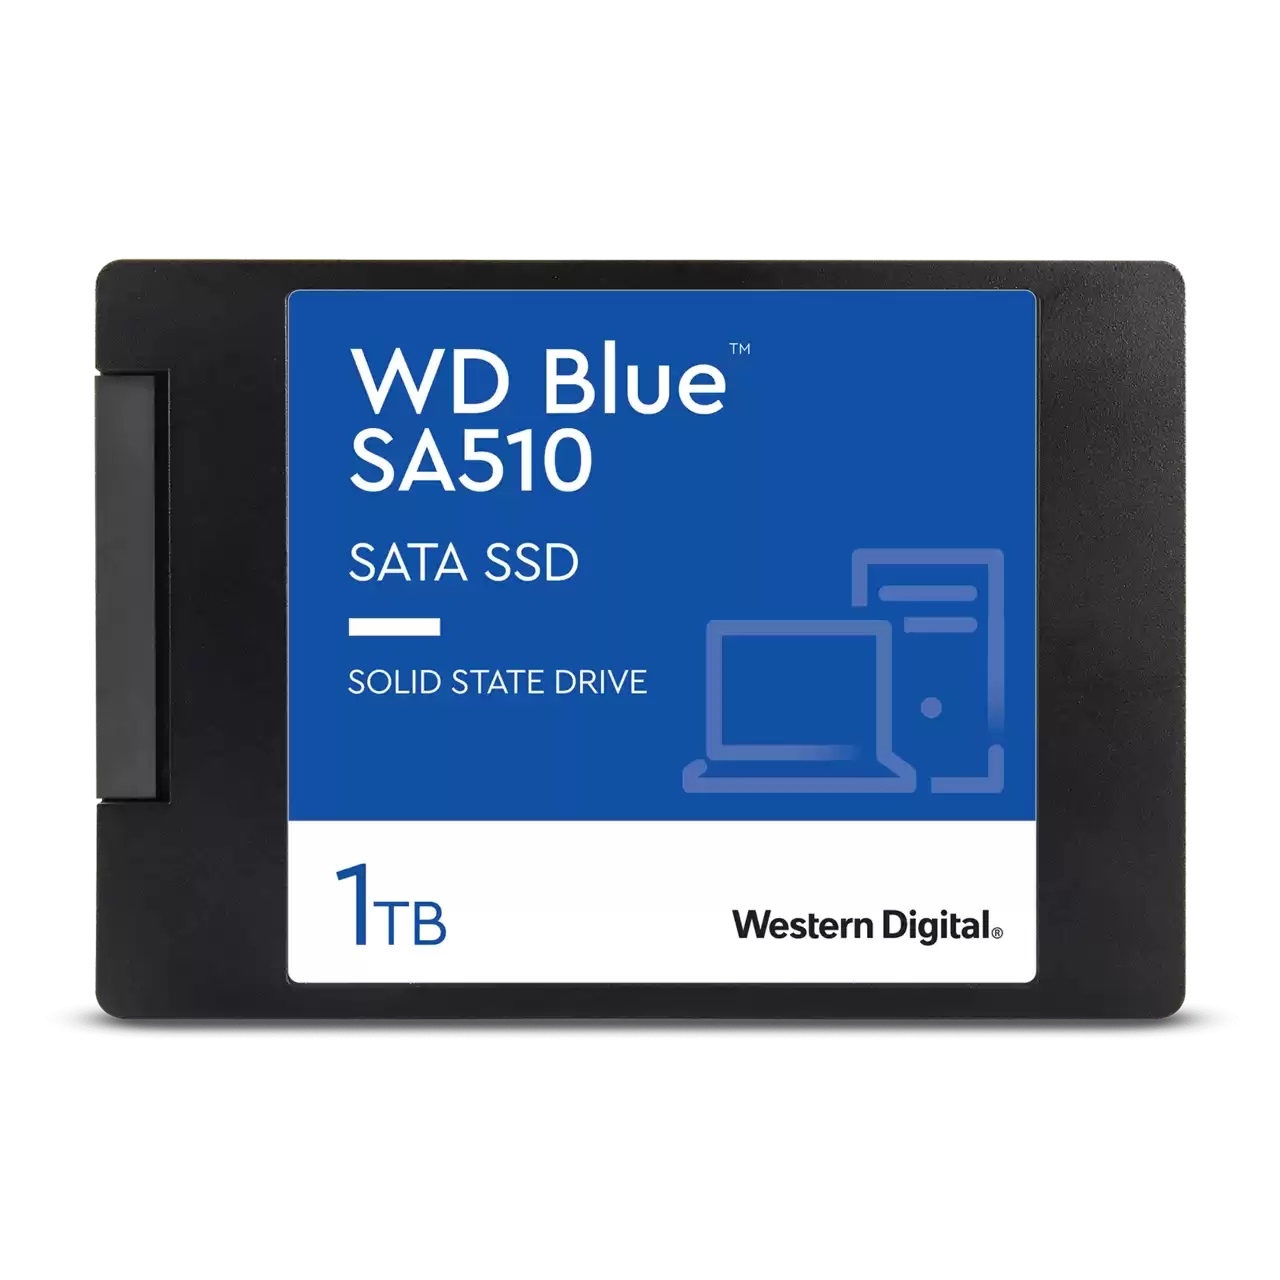 WD Blue™
SA510
SATA SSD
SOLID STATE DRIVE
1TB
Western Digital®